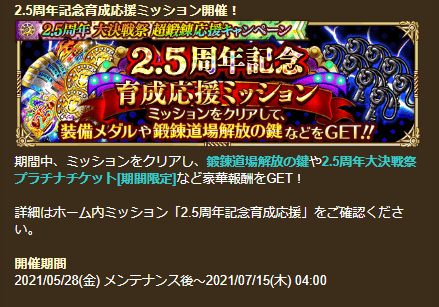 2.5周年記念育成応援ミッション開催！
2.5周年 大決戦祭 超鍛錬応援キャンペーン
2.5周年記念
育成応援ミッション
ミッションをクリアして、
装備メダルや鍛錬道場解放の鍵などをGET!!
期間中、ミッションをクリアし、鍛錬道場解放の鍵や2.5周年大決戦祭
プラチナチケット[期間限定]など豪華報酬をGET！
詳細はホーム内ミッション「2.5周年記念育成応援」をご確認くださ
い。
開催期間
2021/05/28(金) メンテナンス後～2021/07/15(木) 04:00